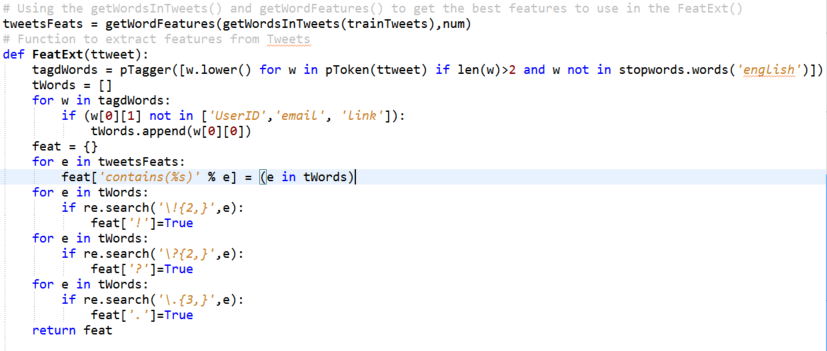 # Using the getWordsInTweets() and getWordFeatures() to get the best features to use in the FeatExt()
tweetsFeats = getWordFeatures(getWordsInTweets(trainTweets),num)
# Function to extract features from Tweets
def FeatExt(ttweet):
    tagdWords = pTagger([w.lower() for w in pToken(ttweet) if len(w)>2 and w not in stopwords.words('english')])
    tWords = []
    for w in tagdWords:
        if (w[0][1] not in ['UserID','email', 'link']):
            tWords.append(w[0][0])
    feat = {}
    for e in tweetsFeats:
        feat['contains(%s)' % e] = (e in tWords)
    for e in tWords:
        if re.search('\!{2,}',e):
            feat['!']=True
    for e in tWords:
        if re.search('\?{2,}',e):
            feat['?']=True
    for e in tWords:
        if re.search('\.{3,}',e):
            feat['.']=True
    return feat